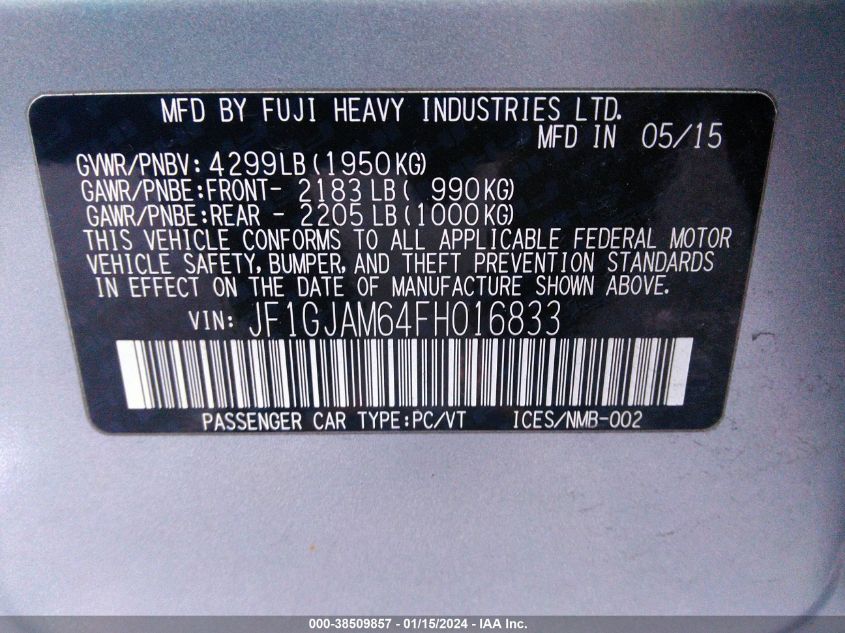 MFD BY FUJI HEAVY INDUSTRIES LTD.
MFD IN 05/15
GVWR/PNBV: 4299LB (1950KG)
GAWR/PNBE:FRONT- 2183 LB ( 990KG)
GAWR/PNBE:REAR - 2205 LB (1000KG)
THIS VEHICLE CONFORMS TO ALL APPLICABLE FEDERAL MOTOR
VEHICLE SAFETY, BUMPER, AND THEFT PREVENTION STANDARDS
IN EFFECT ON THE DATE OF MANUFACTURE SHOWN ABOVE.
VIN: JF1GJAM64FH016833
PASSENGER CAR TYPE:PC/VT ICES/NMB-002
000-38509857 - 01/15/2024 - IAA Inc.